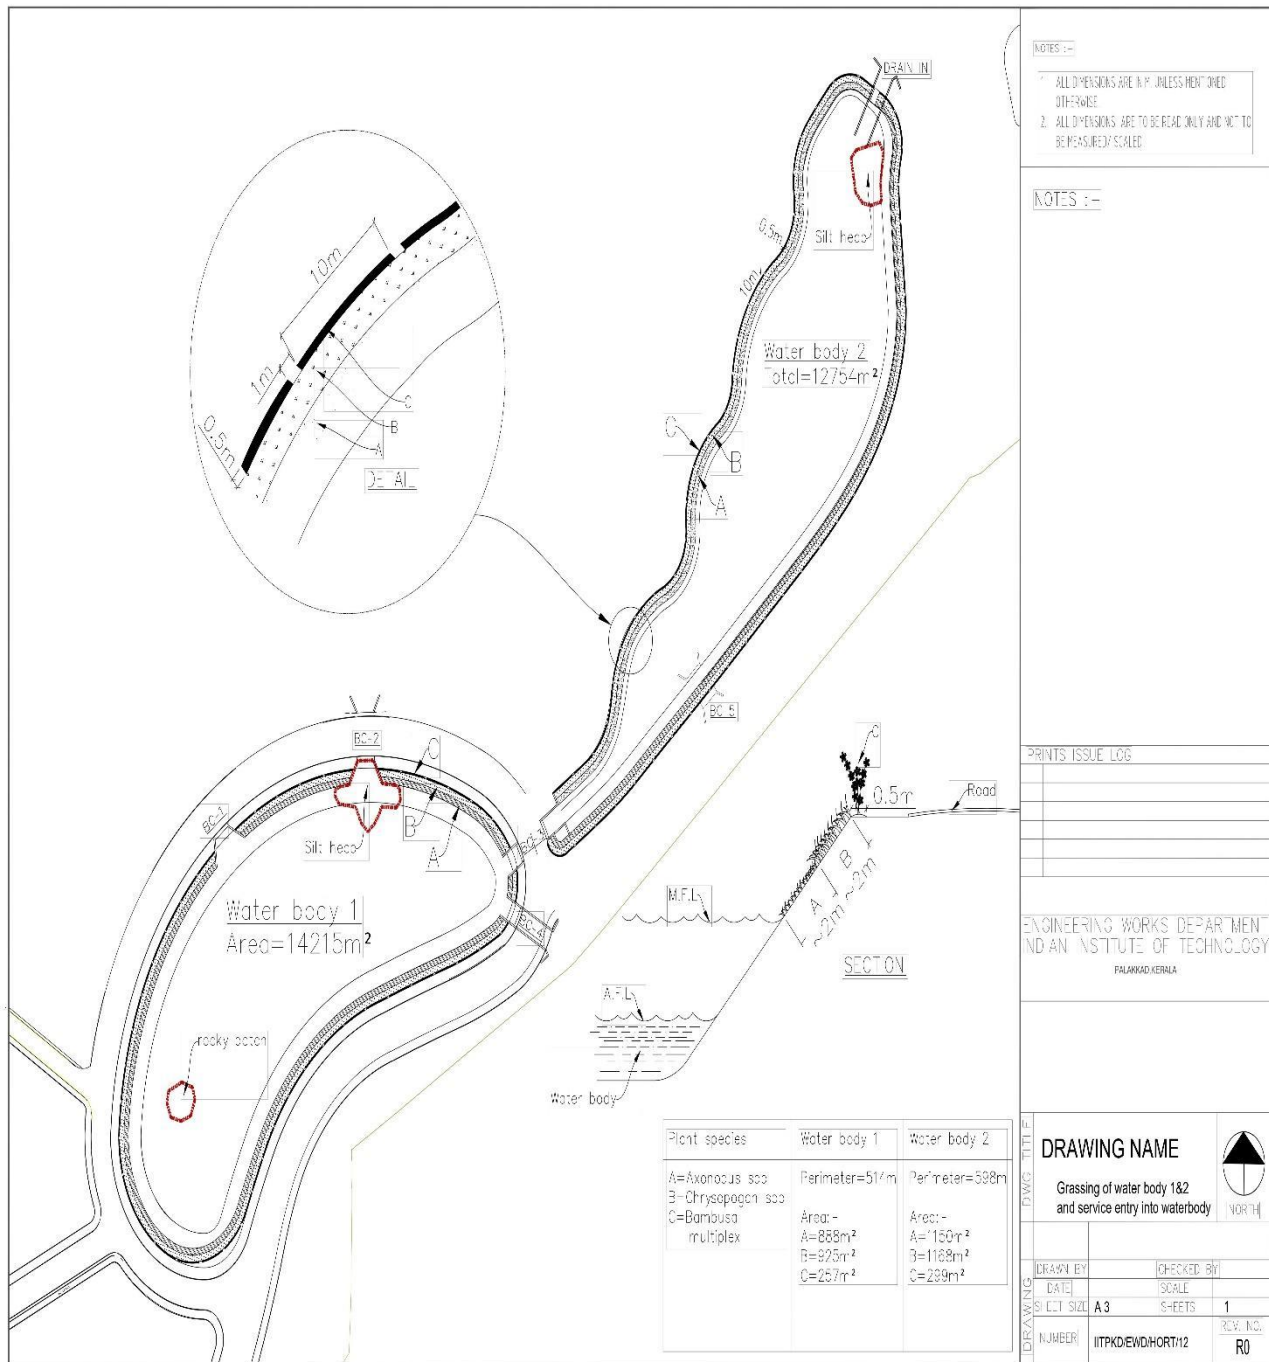 NOTES :-
1 ALL DIMENSIONS ARE IN M. UNLESS MENTIONED
OTHERWISE
2. ALL DIMENSIONS ARE TO BE READ ONLY AND NOT TO
BE MEASURED/ SCALED
NOTES :-
DRAIN IN
Silt heap
0.5m
10m
Water body 2
Total=12754m²
C
B
A
10m
1m
0.5m
C
B
A
DETAIL
BC-5
BC-2
C
BC-1
B
A
Silt heap
BC-3
BC-4
Water body 1
Area=14215m²
rocky patch
C
0.5m
Road
B
A
~2m
~2m
M.F.L
SECTION
A.F.L
Water body
Plant species Water body 1 Water body 2
A=Axonopus spp Perimeter=514m Perimeter=598m
B=Chrysopogon spp
C=Bambusa Area:- Area:-
multiplex A=888m² A=1150m²
B=925m² B=1168m²
C=257m² C=299m²
PRINTS ISSUE LOG
ENGINEERING WORKS DEPARTMENT
INDIAN INSTITUTE OF TECHNOLOGY
PALAKKAD,KERALA
DWG TITLE
DRAWING NAME
Grassing of water body 1&2
and service entry into waterbody
NORTH
DRAWING
DRAWN BY CHECKED BY
DATE SCALE
SHEET SIZE A 3 SHEETS 1
NUMBER IITPKD/EWD/HORT/12 REV. NO.
R0